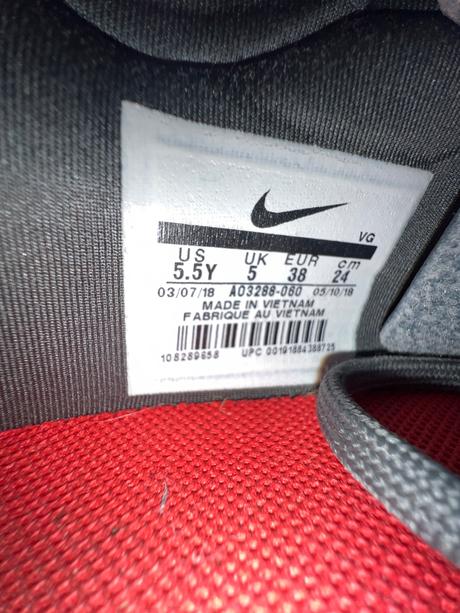 VG
US UK EUR cm
5.5Y 5 38 24
03/07/18 AO3288-060 05/10/18
MADE IN VIETNAM
FABRIQUE AU VIETNAM
108289658 UPC 00191884388725